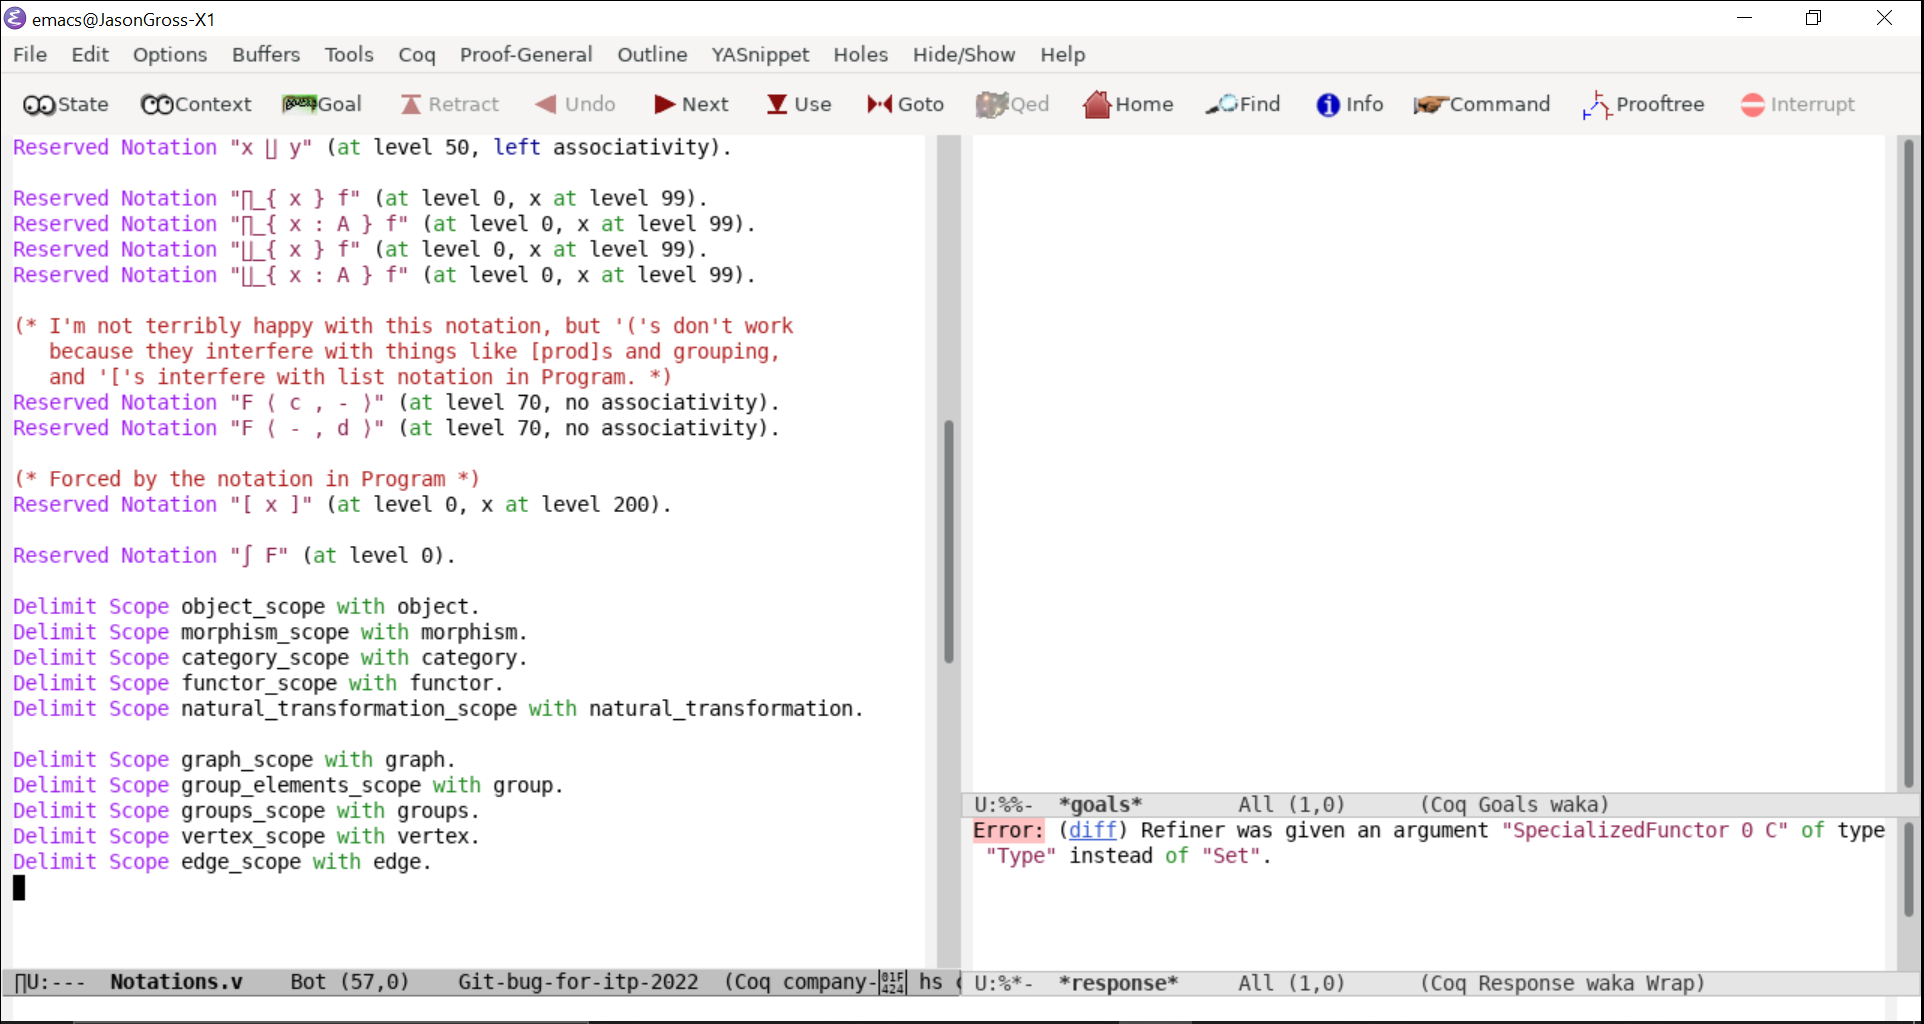 emacs@JasonGross-X1
File Edit Options Buffers Tools Coq Proof-General Outline YASnippet Holes Hide/Show Help
State Context Goal Retract Undo Next Use Goto Qed Home Find Info Command Prooftree Interrupt
Reserved Notation "x ∐ y" (at level 50, left associativity).
Reserved Notation "∏_{ x } f" (at level 0, x at level 99).
Reserved Notation "∏_{ x : A } f" (at level 0, x at level 99).
Reserved Notation "∐_{ x } f" (at level 0, x at level 99).
Reserved Notation "∐_{ x : A } f" (at level 0, x at level 99).
(* I'm not terribly happy with this notation, but '('s don't work
because they interfere with things like [prod]s and grouping,
and '['s interfere with list notation in Program. *)
Reserved Notation "F ⟨ c , - ⟩" (at level 70, no associativity).
Reserved Notation "F ⟨ - , d ⟩" (at level 70, no associativity).
(* Forced by the notation in Program *)
Reserved Notation "[ x ]" (at level 0, x at level 200).
Reserved Notation "∫ F" (at level 0).
Delimit Scope object_scope with object.
Delimit Scope morphism_scope with morphism.
Delimit Scope category_scope with category.
Delimit Scope functor_scope with functor.
Delimit Scope natural_transformation_scope with natural_transformation.
Delimit Scope graph_scope with graph.
Delimit Scope group_elements_scope with group.
Delimit Scope groups_scope with groups.
Delimit Scope vertex_scope with vertex.
Delimit Scope edge_scope with edge.
∏U:--- Notations.v Bot (57,0) Git-bug-for-itp-2022 (Coq company-01F424 hs
U:%%- *goals* All (1,0) (Coq Goals waka)
Error: (diff) Refiner was given an argument "SpecializedFunctor 0 C" of type
"Type" instead of "Set".
U:%*- *response* All (1,0) (Coq Response waka Wrap)